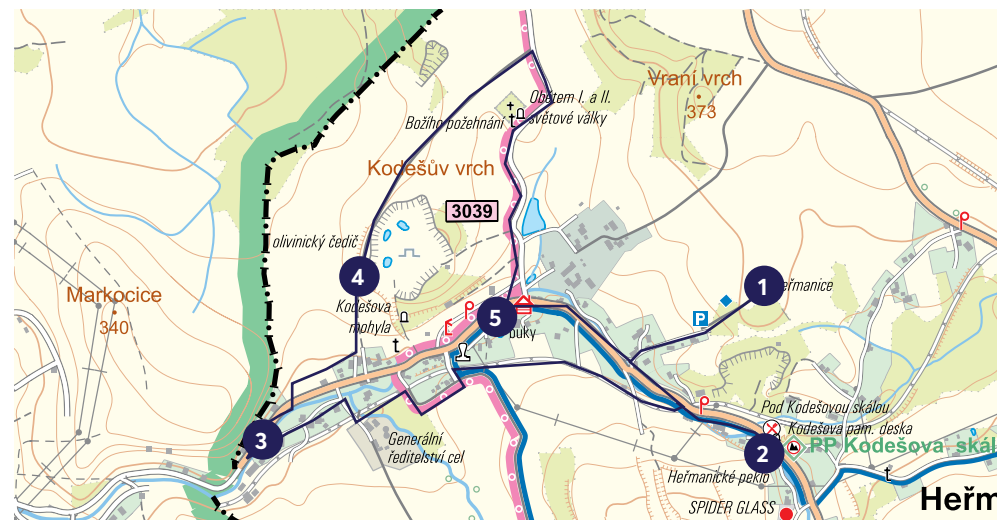 Vraní vrch
373
Obětem I. a II.
světové války
Božího požehnání
Kodešův vrch
3039
olivinický čedič
4
Markocice
340
Kodešova
mohyla
5
buky
1
eřmanice
P
3
Generální
ředitelství cel
Pod Kodešovou skálou
Kodešova pam. deska
2
PP Kodešova skál
Heřmanické peklo
SPIDER GLASS
Heřm